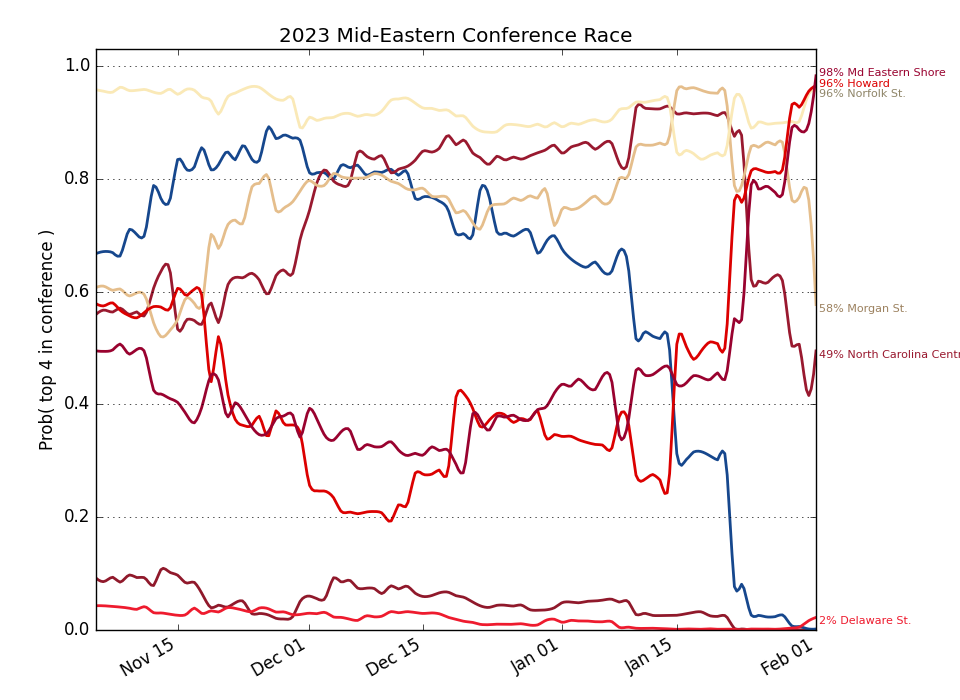 2023 Mid-Eastern Conference Race
Prob( top 4 in conference )
1.0
0.8
0.6
0.4
0.2
0.0
98% Md Eastern Shore
96% Howard
96% Norfolk St.
58% Morgan St.
49% North Carolina Centr
2% Delaware St.
Nov 15
Dec 01
Dec 15
Jan 01
Jan 15
Feb 01